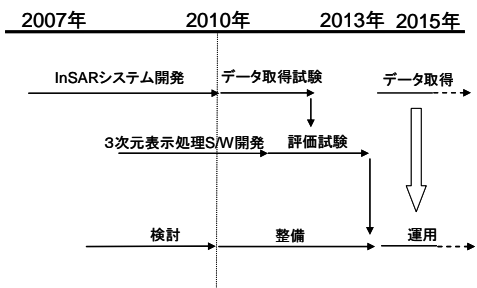 2007年 2010年 2013年 2015年
InSARシステム開発 データ取得試験 データ取得
3次元表示処理S/W開発 評価試験
検討 整備 運用